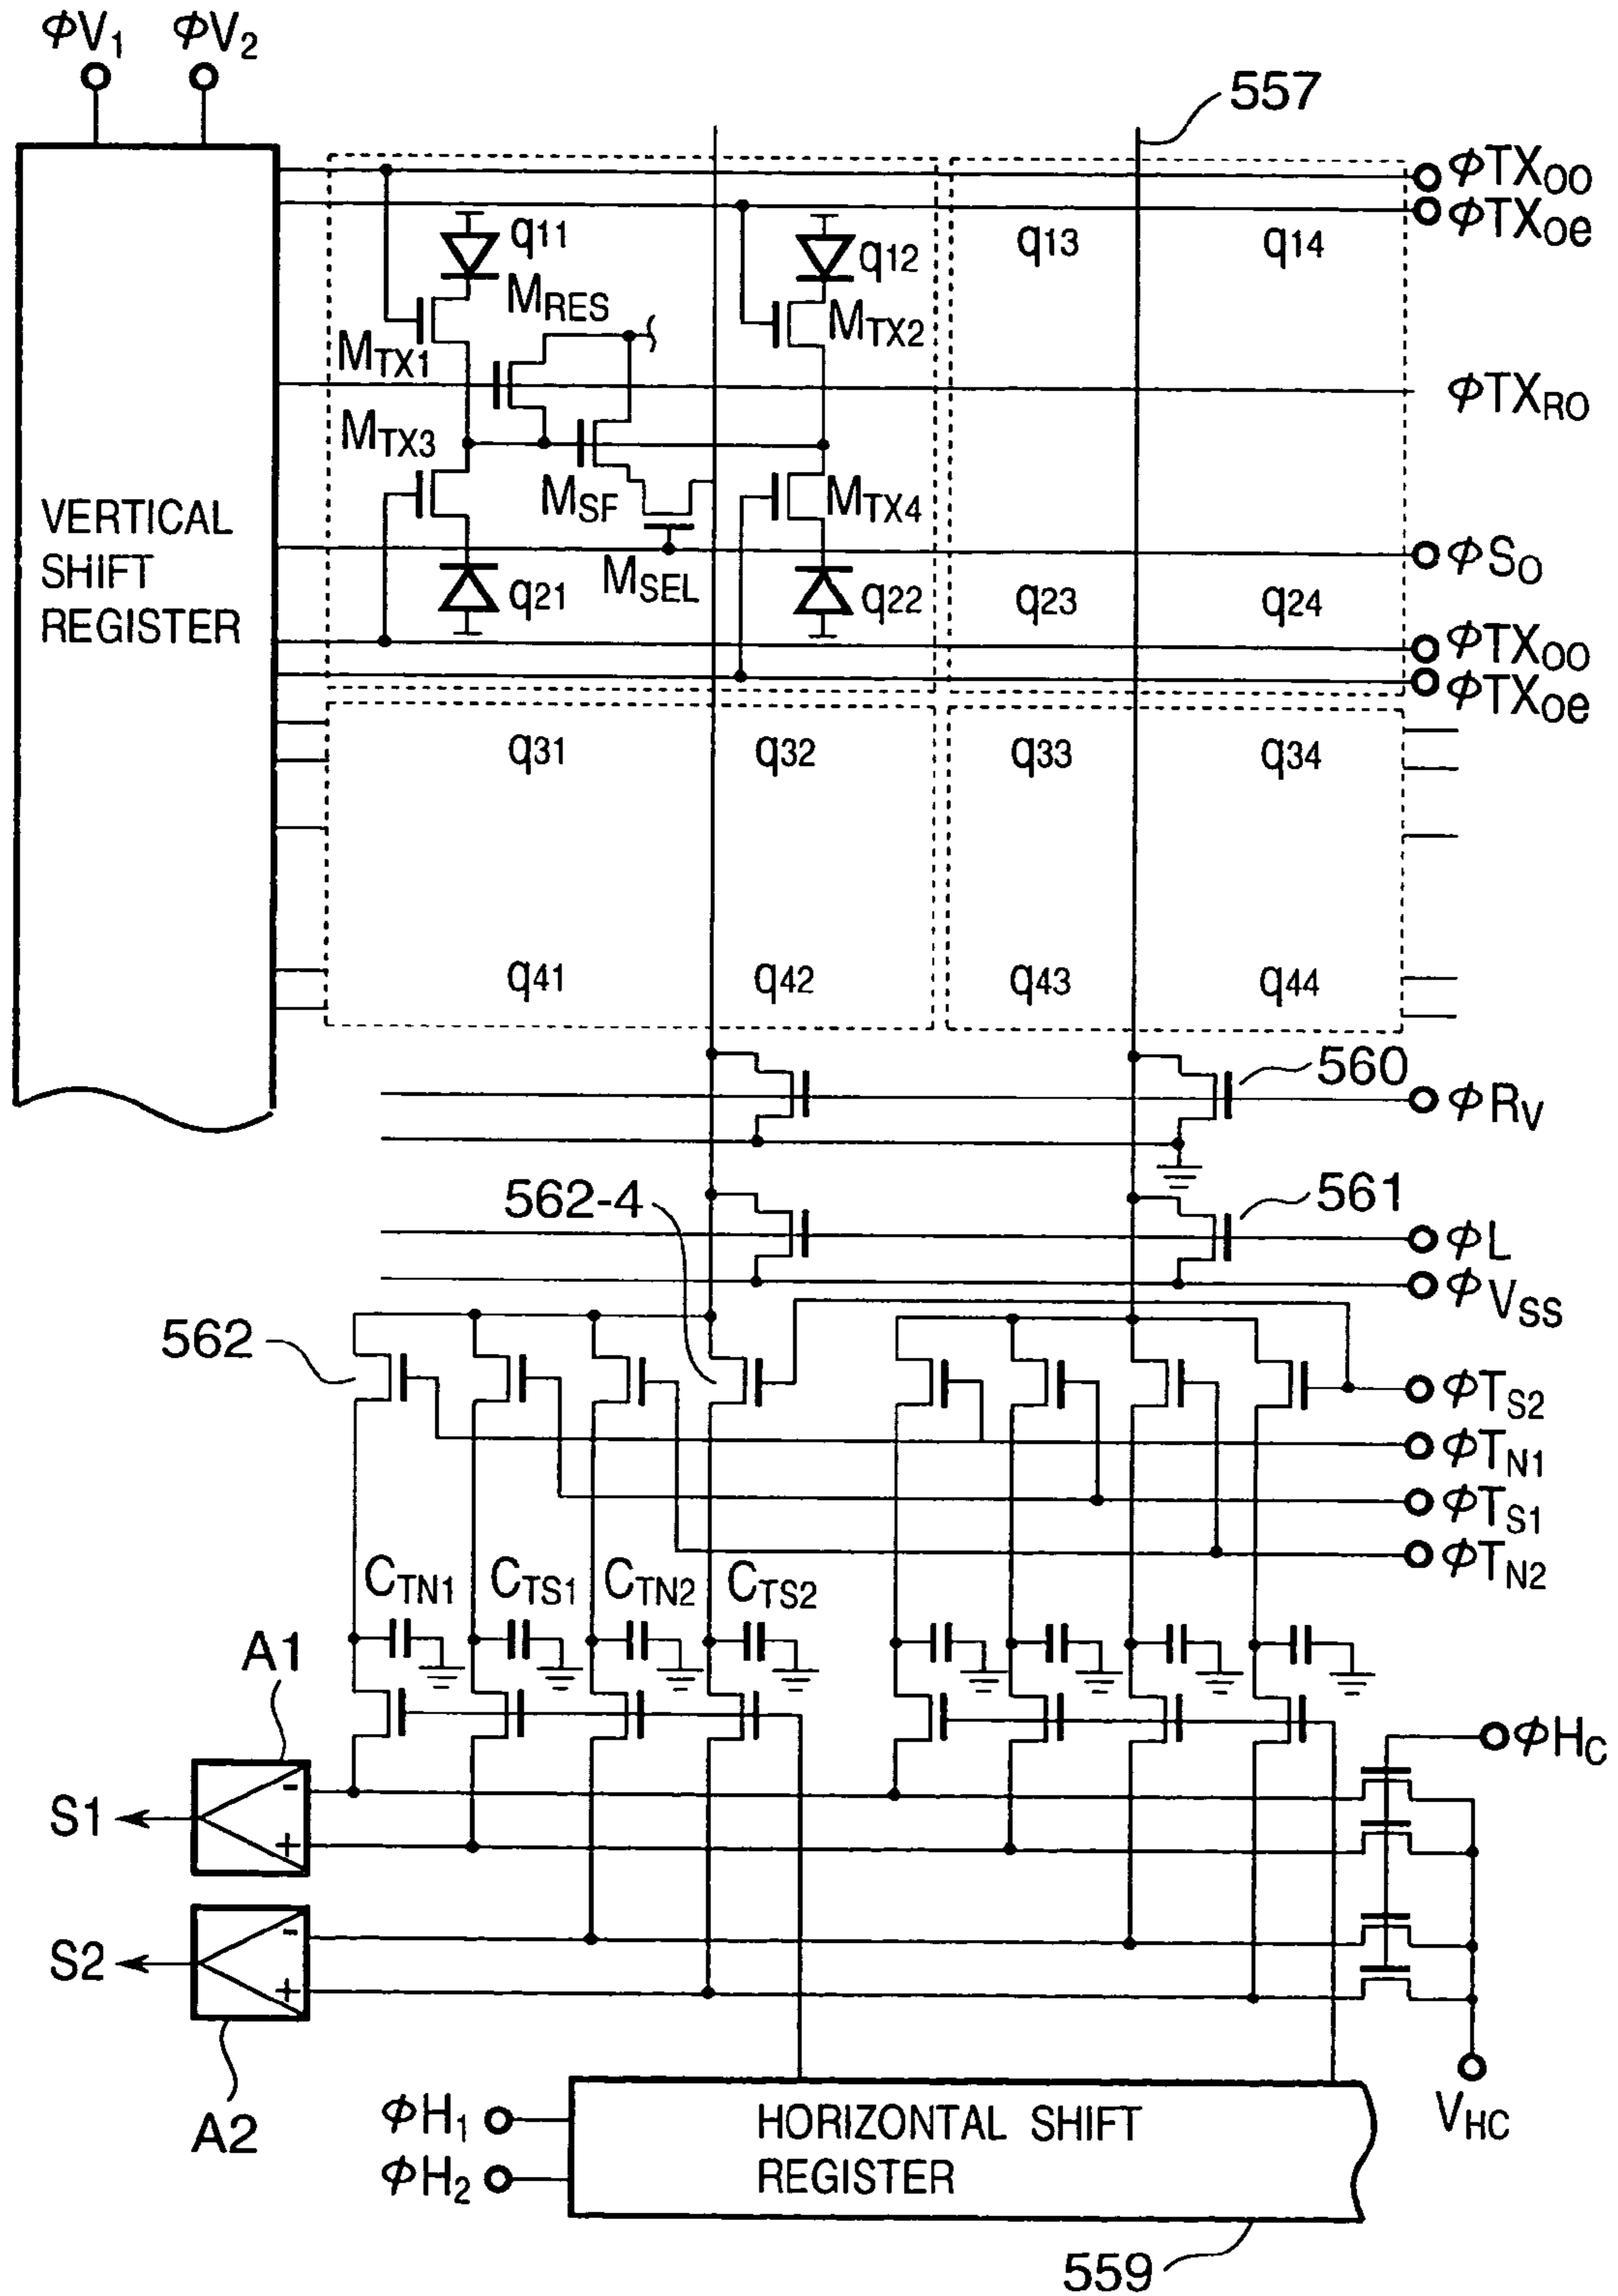 ϕV1 ϕV2
557
ϕTXOO
ϕTXOe
q11
q12
q13
q14
MRES
MTX1
MTX2
ϕTXRO
MTX3
MSF
MTX4
VERTICAL
SHIFT
REGISTER
MSEL
ϕSO
q21
q22
q23
q24
ϕTXOO
ϕTXOe
q31
q32
q33
q34
q41
q42
q43
q44
560
ϕRV
562-4
561
ϕL
ϕVSS
562
ϕTS2
ϕTN1
ϕTS1
ϕTN2
CTN1
CTS1
CTN2
CTS2
A1
ϕHC
S1
-
+
S2
-
+
A2
VHC
ϕH1
ϕH2
HORIZONTAL SHIFT
REGISTER
559